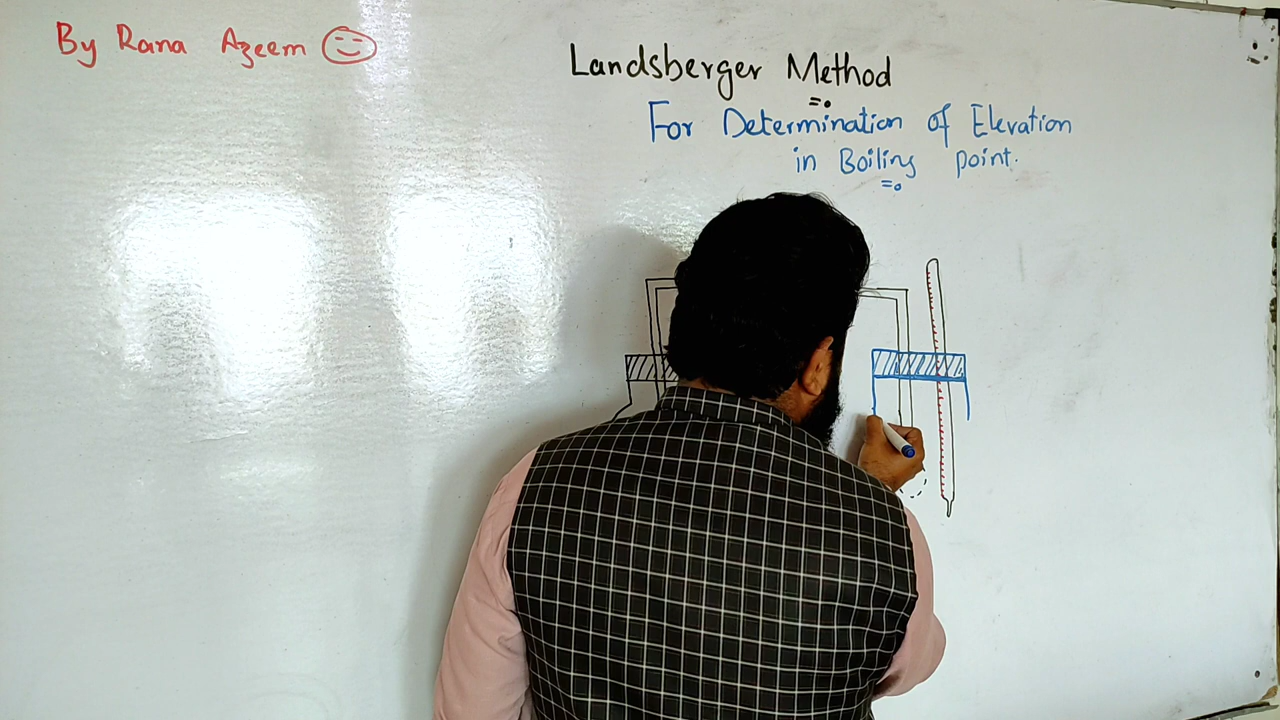 By Rana Azeem
Landsberger Method
For Determination of Elevation
in Boiling point.